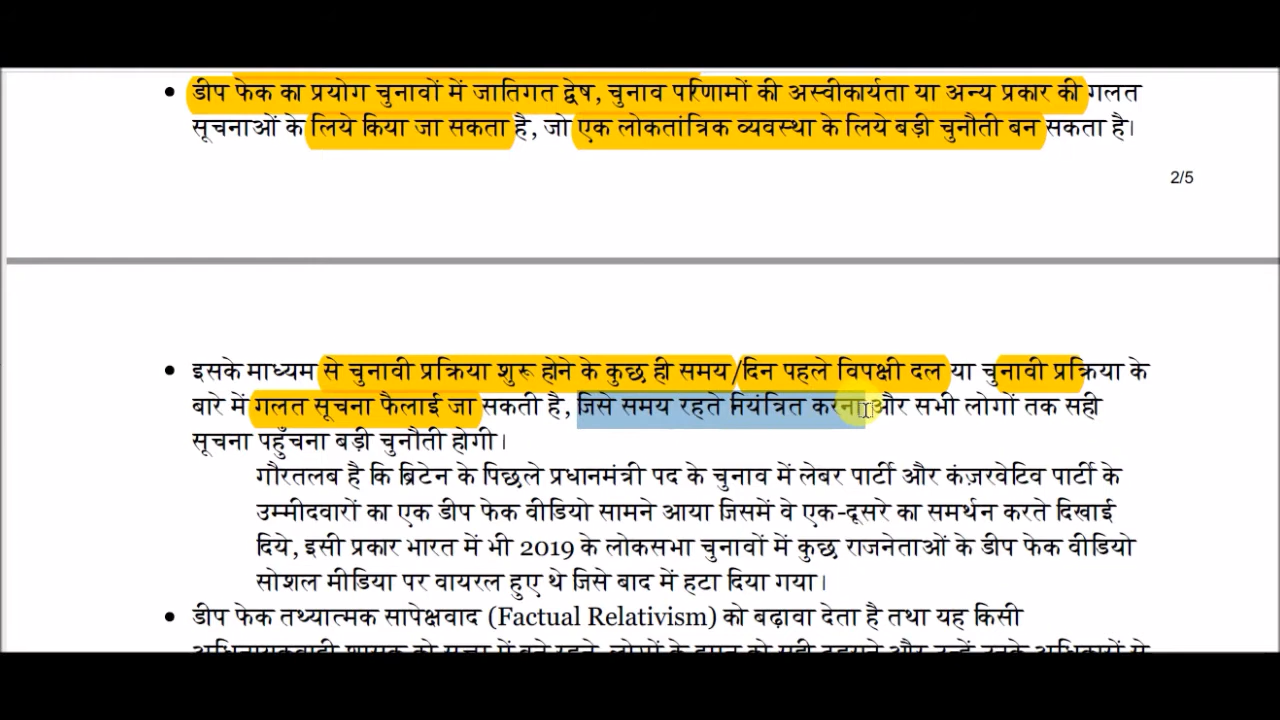 डीप फेक का प्रयोग चुनावों में जातिगत द्वेष, चुनाव परिणामों की अस्वीकार्यता या अन्य प्रकार की गलत
सूचनाओं के लिये किया जा सकता है, जो एक लोकतांत्रिक व्यवस्था के लिये बड़ी चुनौती बन सकता है।
2/5
इसके माध्यम से चुनावी प्रक्रिया शुरू होने के कुछ ही समय/दिन पहले विपक्षी दल या चुनावी प्रक्रिया के
बारे में गलत सूचना फैलाई जा सकती है, जिसे समय रहते नियंत्रित करना और सभी लोगों तक सही
सूचना पहुँचना बड़ी चुनौती होगी।
गौरतलब है कि ब्रिटेन के पिछले प्रधानमंत्री पद के चुनाव में लेबर पार्टी और कंज़रवेटिव पार्टी के
उम्मीदवारों का एक डीप फेक वीडियो सामने आया जिसमें वे एक-दूसरे का समर्थन करते दिखाई
दिये, इसी प्रकार भारत में भी 2019 के लोकसभा चुनावों में कुछ राजनेताओं के डीप फेक वीडियो
सोशल मीडिया पर वायरल हुए थे जिसे बाद में हटा दिया गया।
डीप फेक तथ्यात्मक सापेक्षवाद (Factual Relativism) को बढ़ावा देता है तथा यह किसी